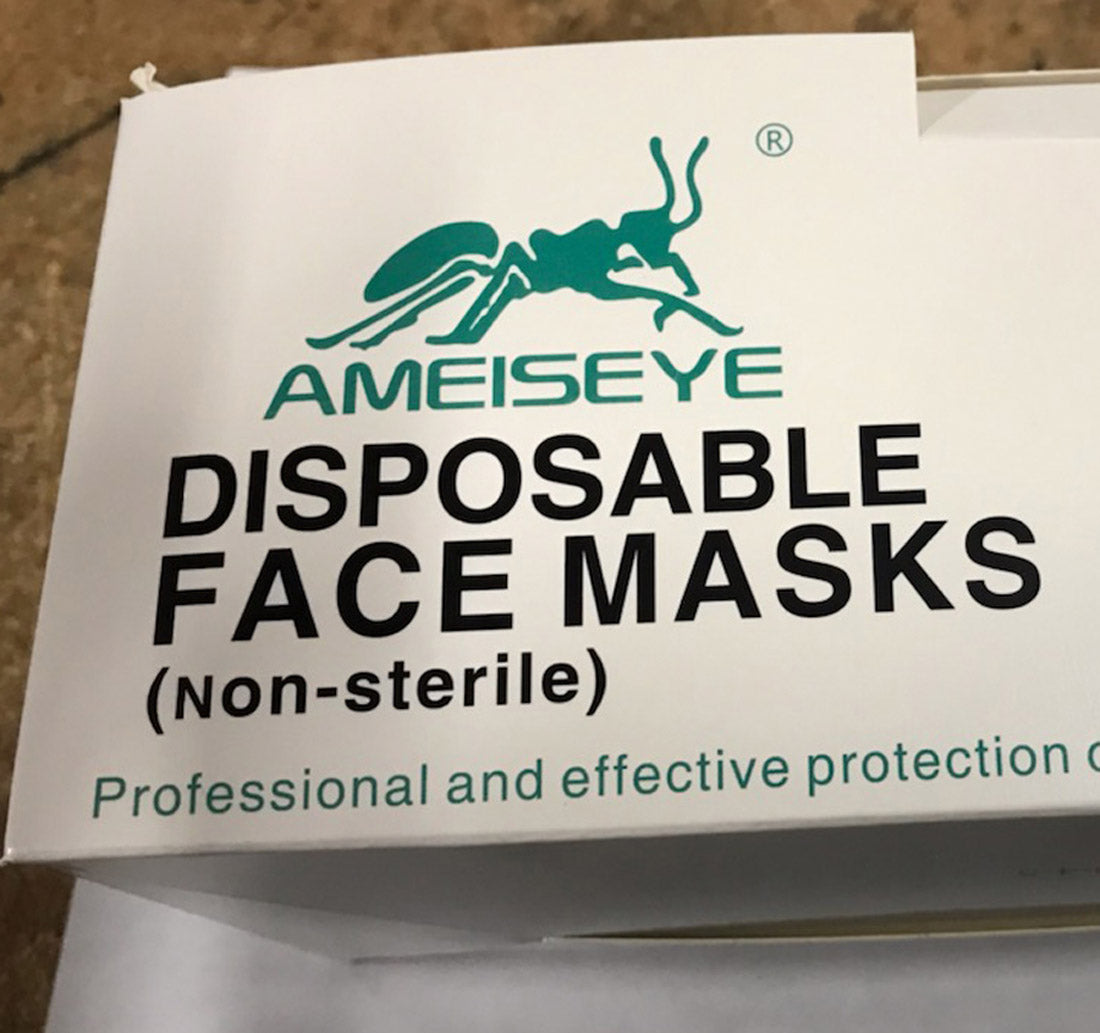 ®
AMEISEYE
DISPOSABLE
FACE MASKS
(Non-sterile)
Professional and effective protection